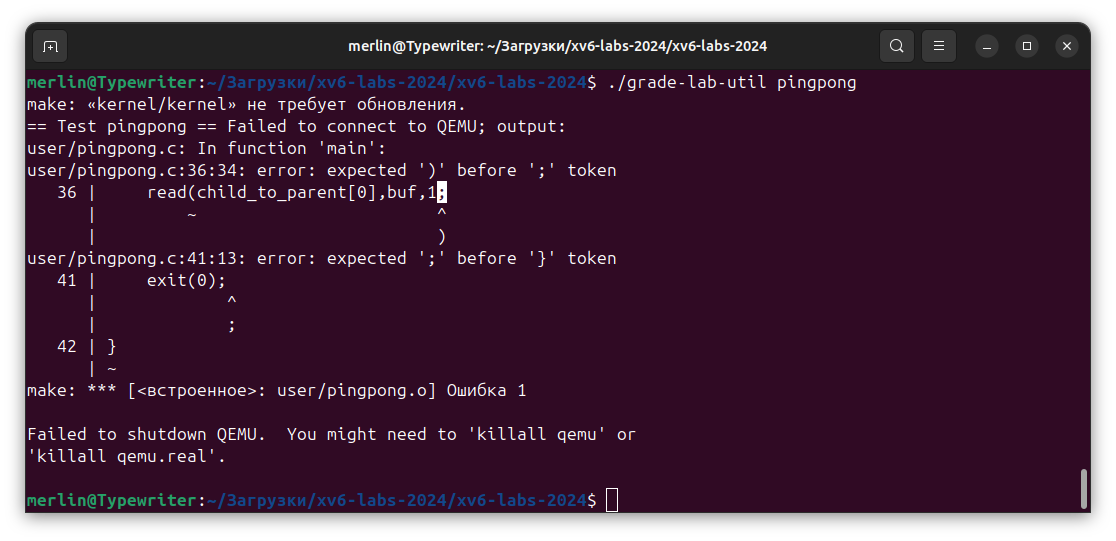 merlin@Typewriter: ~/Загрузки/xv6-labs-2024/xv6-labs-2024
merlin@Typewriter:~/Загрузки/xv6-labs-2024/xv6-labs-2024$ ./grade-lab-util pingpong
make: «kernel/kernel» не требует обновления.
== Test pingpong == Failed to connect to QEMU; output:
user/pingpong.c: In function 'main':
user/pingpong.c:36:34: error: expected ')' before ';' token
   36 |     read(child_to_parent[0],buf,1;
      |         ~                        ^
      |                                  )
user/pingpong.c:41:13: error: expected ';' before '}' token
   41 |     exit(0);
      |             ^
      |             ;
   42 | }
      | ~
make: *** [<встроенное>: user/pingpong.o] Ошибка 1
Failed to shutdown QEMU.  You might need to 'killall qemu' or
'killall qemu.real'.
merlin@Typewriter:~/Загрузки/xv6-labs-2024/xv6-labs-2024$